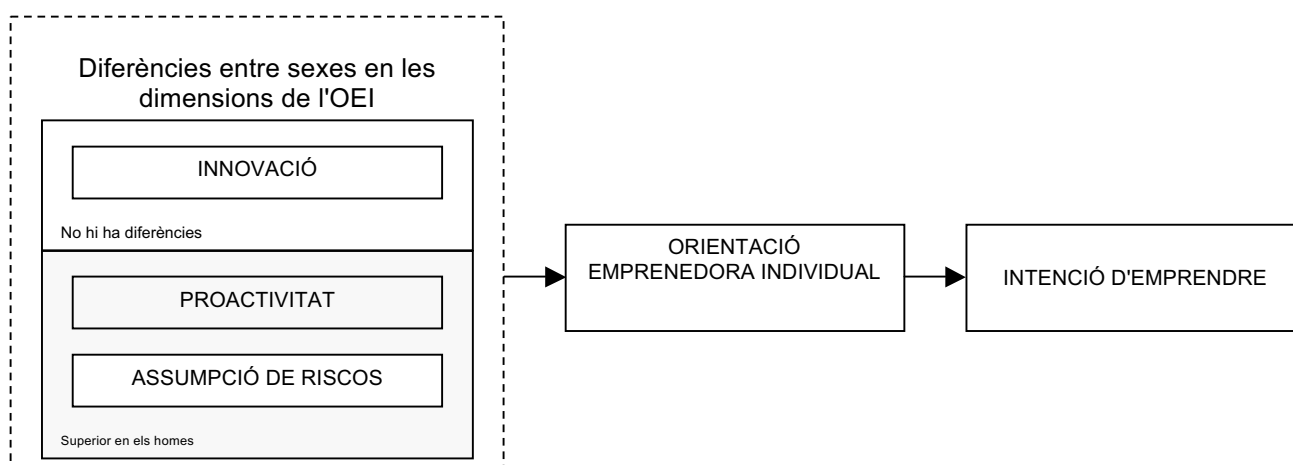 Diferències entre sexes en les
dimensions de l'OEI
INNOVACIÓ
No hi ha diferències
PROACTIVITAT
ASSUMPCIÓ DE RISCOS
Superior en els homes
ORIENTACIÓ
EMPRENEDORA INDIVIDUAL
INTENCIÓ D'EMPRENDRE